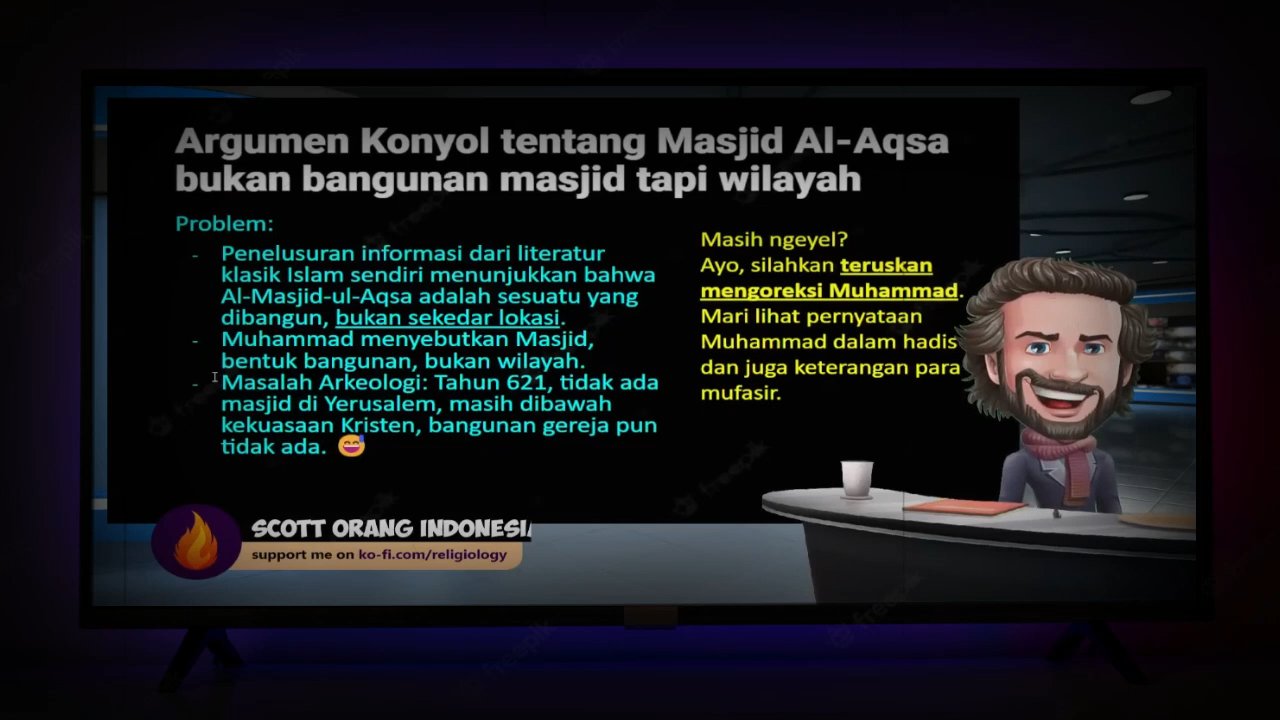 Argumen Konyol tentang Masjid Al-Aqsa
bukan bangunan masjid tapi wilayah
Problem:
- Penelusuran informasi dari literatur
klasik Islam sendiri menunjukkan bahwa
Al-Masjid-ul-Aqsa adalah sesuatu yang
dibangun, bukan sekedar lokasi.
- Muhammad menyebutkan Masjid,
bentuk bangunan, bukan wilayah.
- Masalah Arkeologi: Tahun 621, tidak ada
masjid di Yerusalem, masih dibawah
kekuasaan Kristen, bangunan gereja pun
tidak ada. 😅
Masih ngeyel?
Ayo, silahkan teruskan
mengoreksi Muhammad.
Mari lihat pernyataan
Muhammad dalam hadis
dan juga keterangan para
mufasir.
SCOTT ORANG INDONESIA
support me on ko-fi.com/religiology